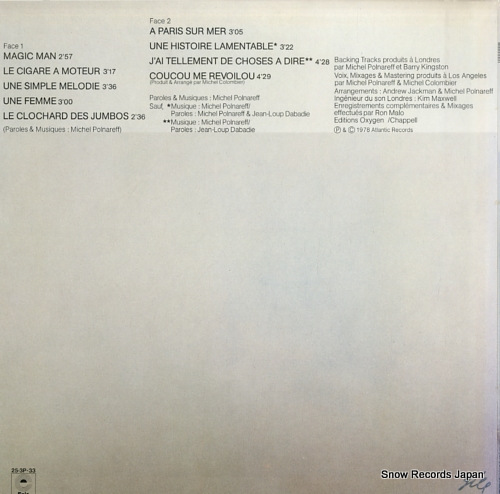 Face 1
MAGIC MAN 2'57
LE CIGARE A MOTEUR 3'17
UNE SIMPLE MELODIE 3'36
UNE FEMME 3'00
LE CLOCHARD DES JUMBOS 2'36
(Paroles & Musiques : Michel Polnareff)
Face 2
A PARIS SUR MER 3'05
UNE HISTOIRE LAMENTABLE* 3'22
J'AI TELLEMENT DE CHOSES A DIRE** 4'28
COUCOU ME REVOILOU 4'29
(Produit & Arrangé par Michel Colombier)
Paroles & Musiques : Michel Polnareff
Sauf, *Musique : Michel Polnareff/
Paroles : Michel Polnareff & Jean-Loup Dabadie
**Musique : Michel Polnareff/
Paroles : Jean-Loup Dabadie
Backing Tracks produits à Londres
par Michel Polnareff et Barry Kingston
Voix, Mixages & Mastering produits à Los Angeles
par Michel Polnareff & Michel Colombier
Arrangements : Andrew Jackman & Michel Polnareff
Ingénieur du son Londres : Kim Maxwell
Enregistrements complémentaires & Mixages
effectués par Ron Malo
Editions Oxygen /Chappell
℗ & © 1978 Atlantic Records
25·3P-33
Epic
Snow Records Japan